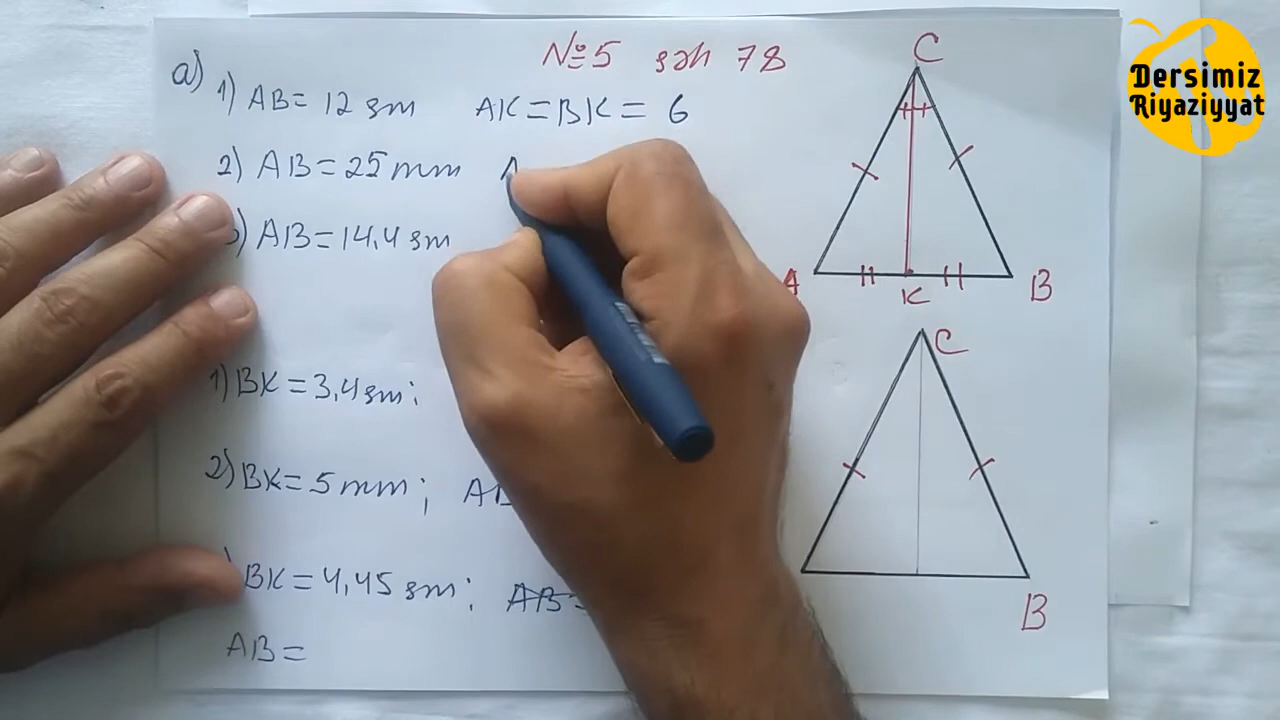 №5 səh 78
a)
1) AB = 12 sm AK = BK = 6
2) AB = 25 mm A
) AB = 14,4 sm
1) BK = 3,4 sm;
2) BK = 5 mm; AB
) BK = 4,45 sm; AB =
AB =
C
A
K
B
C
B
Dersimiz
Riyaziyyat